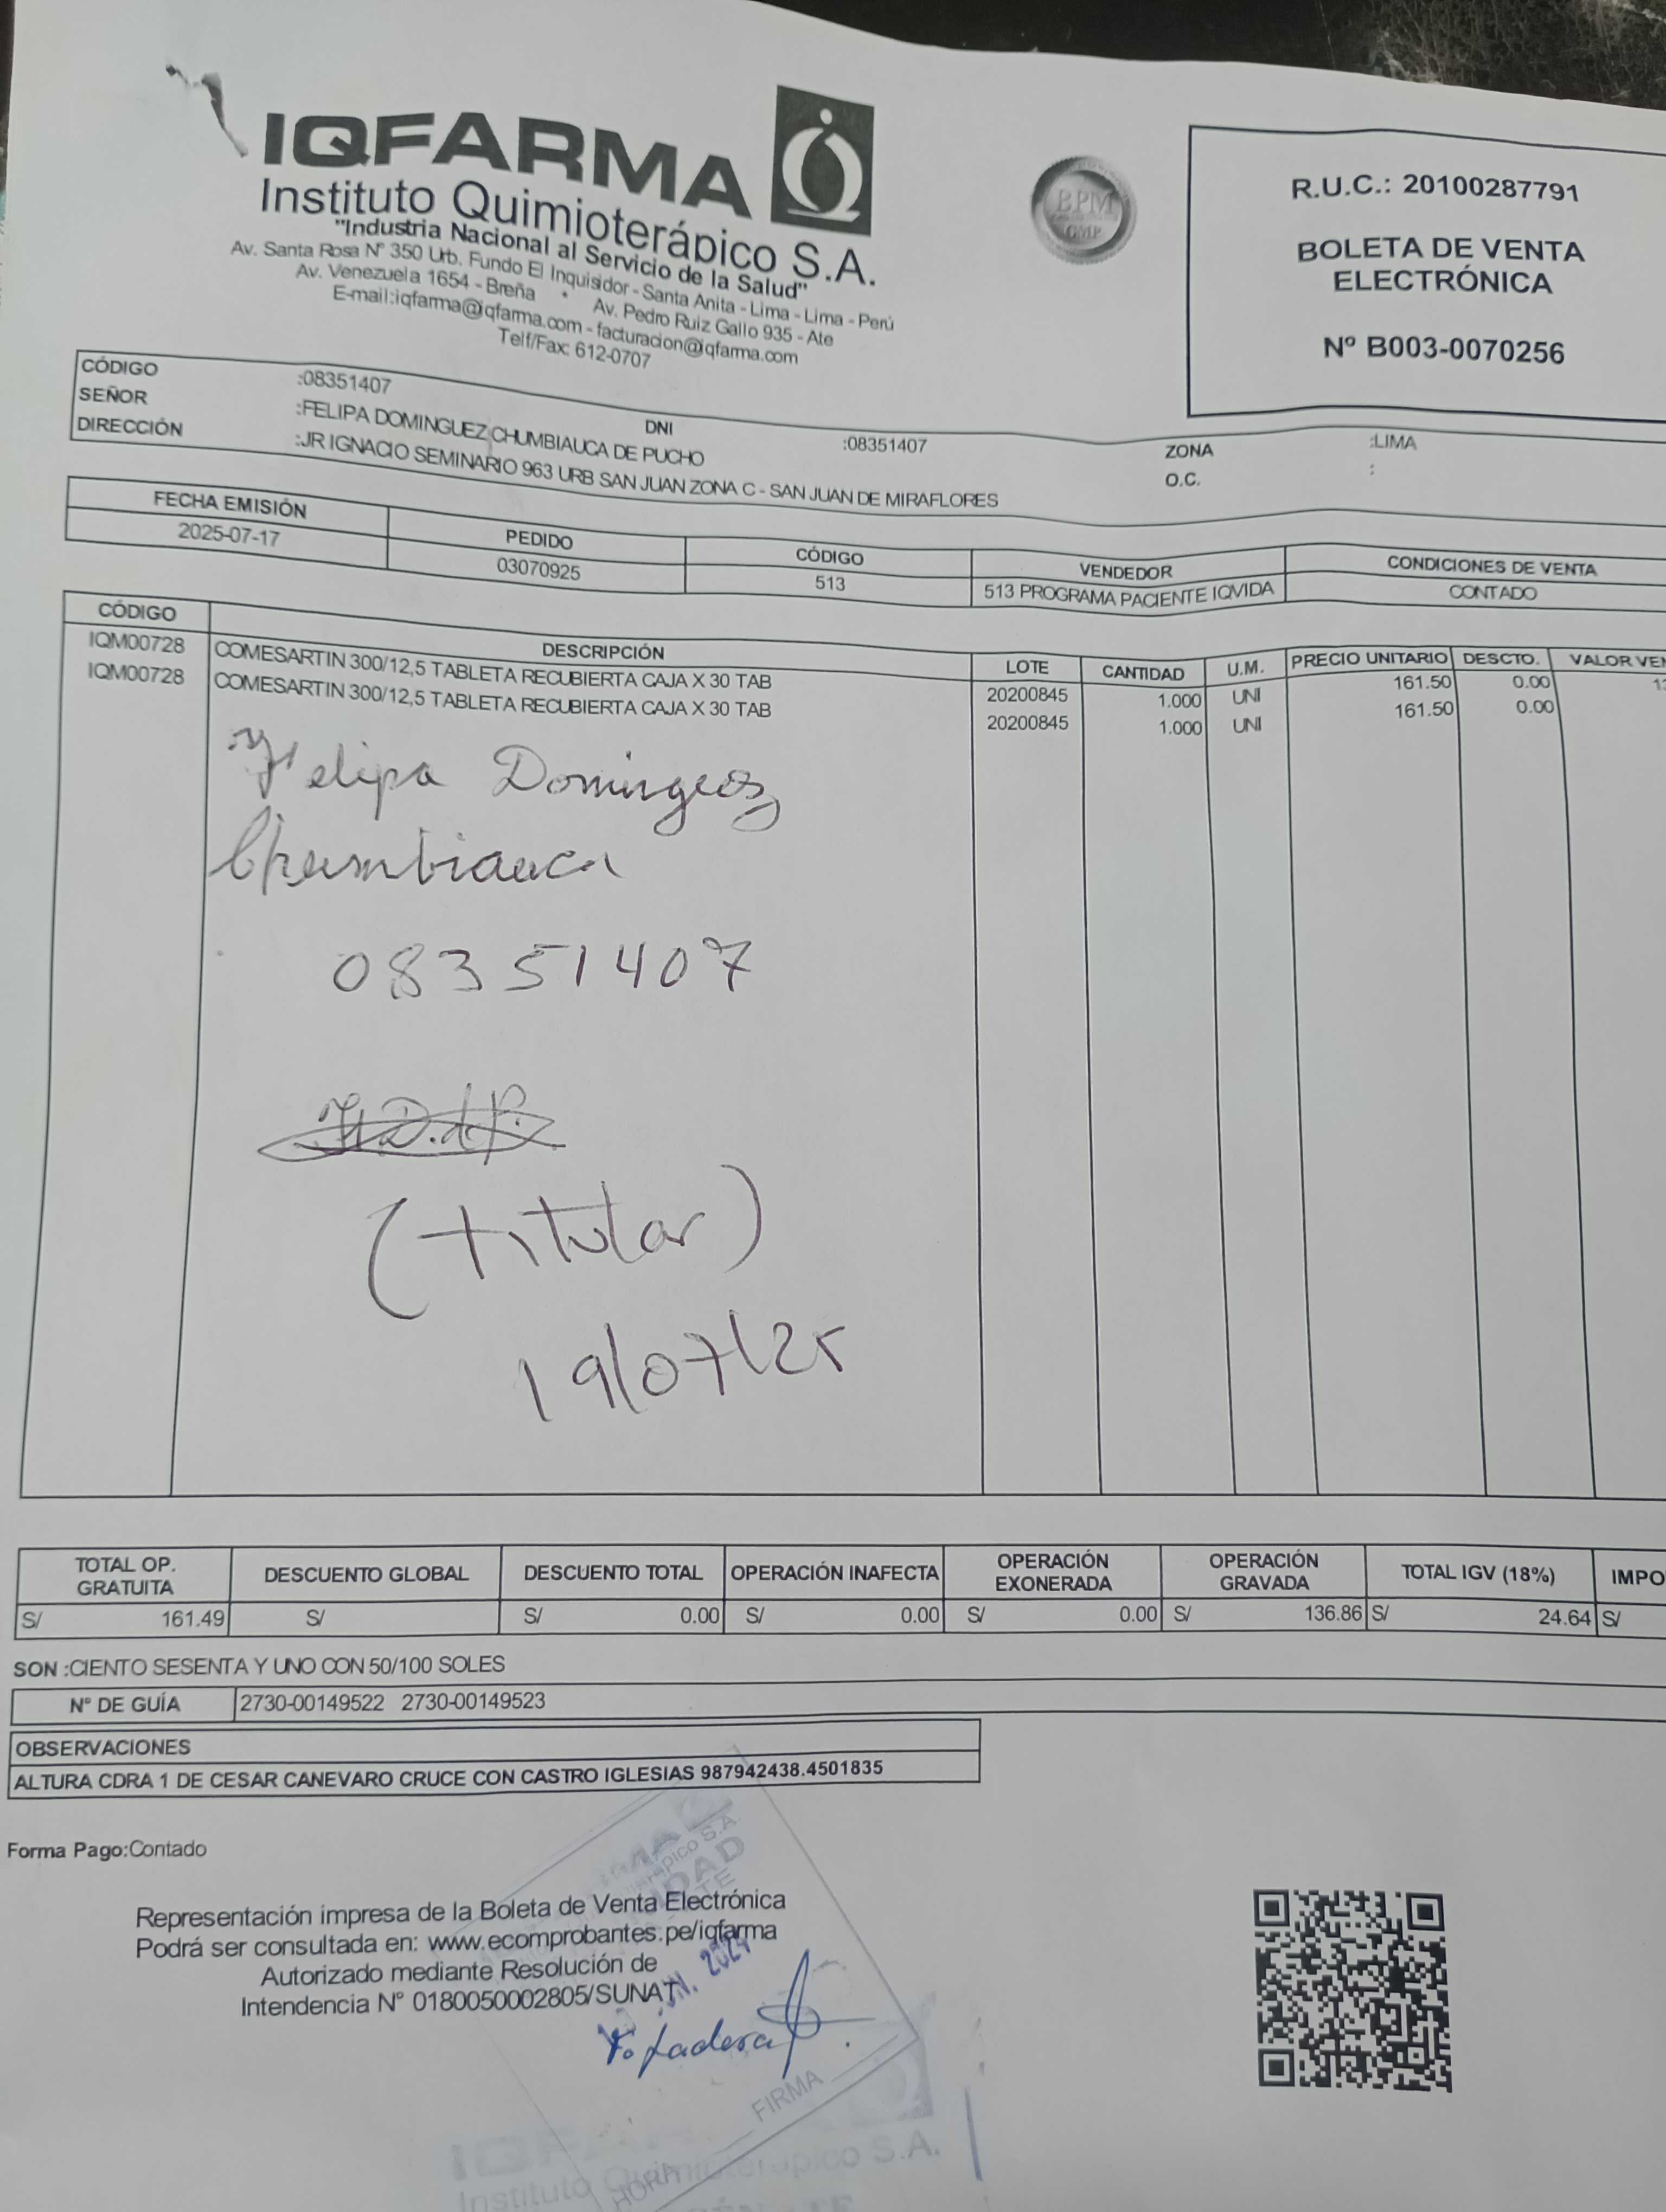 IQFARMA
Instituto Quimioterápico S.A.
"Industria Nacional al Servicio de la Salud"
Av. Santa Rosa Nº 350 Urb. Fundo El Inquisidor - Santa Anita - Lima - Lima - Perú
Av. Venezuela 1654 - Breña • Av. Pedro Ruiz Gallo 935 - Ate
E-mail:iqfarma@iqfarma.com - facturacion@iqfarma.com
Telf/Fax: 612-0707
BPM
GMP
R.U.C.: 20100287791
BOLETA DE VENTA
ELECTRÓNICA
Nº B003-0070256
CÓDIGO :08351407
SEÑOR :FELIPA DOMINGUEZ CHUMBIAUCA DE PUCHO DNI :08351407 ZONA :LIMA
DIRECCIÓN :JR IGNACIO SEMINARIO 963 URB SAN JUAN ZONA C - SAN JUAN DE MIRAFLORES O.C. :
FECHA EMISIÓN PEDIDO CÓDIGO VENDEDOR CONDICIONES DE VENTA
2025-07-17 03070925 513 513 PROGRAMA PACIENTE IQVIDA CONTADO
CÓDIGO DESCRIPCIÓN LOTE CANTIDAD U.M. PRECIO UNITARIO DESCTO. VALOR VEN
IQM00728 COMESARTIN 300/12,5 TABLETA RECUBIERTA CAJA X 30 TAB 20200845 1.000 UNI 161.50 0.00
IQM00728 COMESARTIN 300/12,5 TABLETA RECUBIERTA CAJA X 30 TAB 20200845 1.000 UNI 161.50 0.00
Felipa Domingeoz
Chumbiauca
08351407
(titular)
19/07/25
TOTAL OP. GRATUITA DESCUENTO GLOBAL DESCUENTO TOTAL OPERACIÓN INAFECTA OPERACIÓN EXONERADA OPERACIÓN GRAVADA TOTAL IGV (18%) IMPO
S/ 161.49 S/ S/ 0.00 S/ 0.00 S/ 0.00 S/ 136.86 S/ 24.64 S/
SON :CIENTO SESENTA Y UNO CON 50/100 SOLES
Nº DE GUÍA 2730-00149522 2730-00149523
OBSERVACIONES
ALTURA CDRA 1 DE CESAR CANEVARO CRUCE CON CASTRO IGLESIAS 987942438.4501835
Forma Pago:Contado
Representación impresa de la Boleta de Venta Electrónica
Podrá ser consultada en: www.ecomprobantes.pe/iqfarma
Autorizado mediante Resolución de
Intendencia Nº 0180050002805/SUNAT
FIRMA